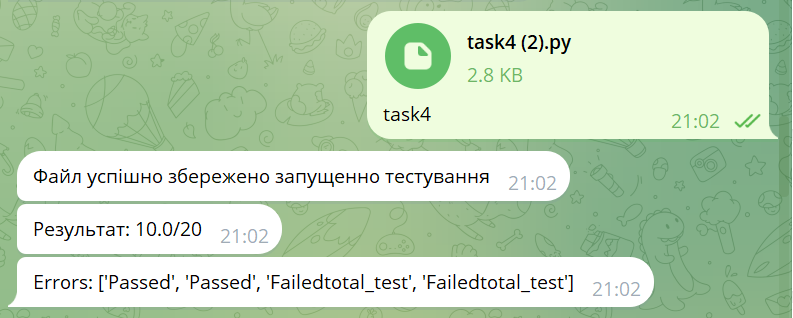 task4 (2).py
2.8 KB
task4
21:02
Файл успішно збережено запущенно тестування 21:02
Результат: 10.0/20 21:02
Errors: ['Passed', 'Passed', 'Failedtotal_test', 'Failedtotal_test'] 21:02